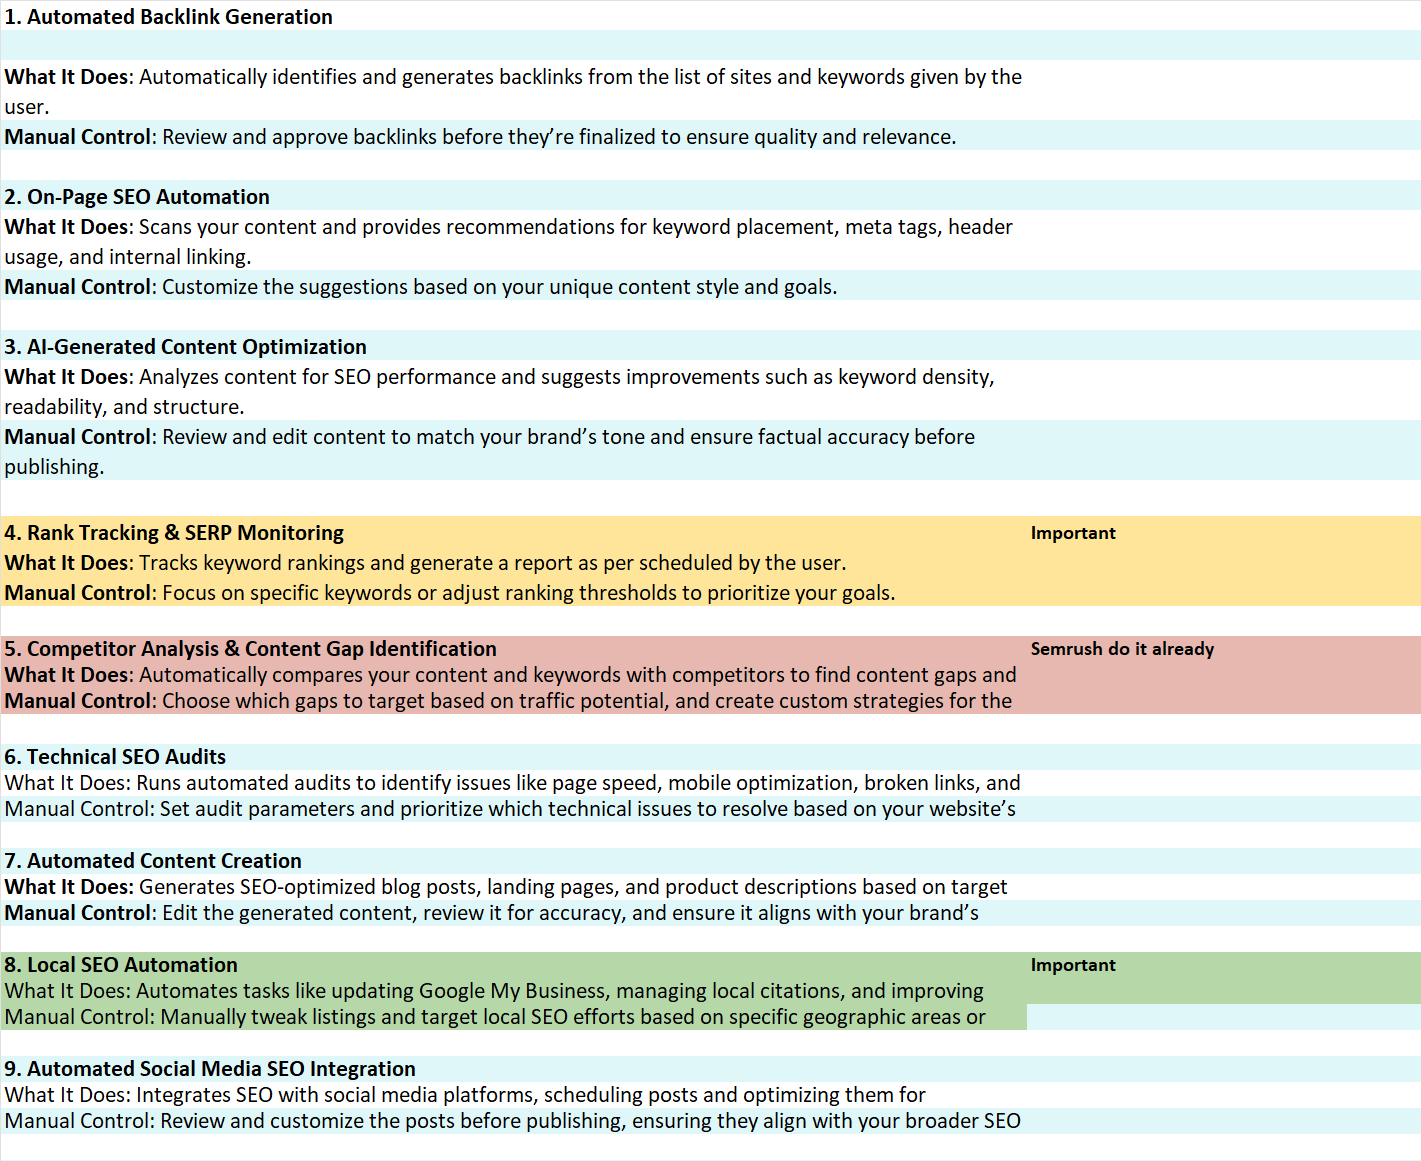 1. Automated Backlink Generation
What It Does: Automatically identifies and generates backlinks from the list of sites and keywords given by the
user.
Manual Control: Review and approve backlinks before they’re finalized to ensure quality and relevance.
2. On-Page SEO Automation
What It Does: Scans your content and provides recommendations for keyword placement, meta tags, header
usage, and internal linking.
Manual Control: Customize the suggestions based on your unique content style and goals.
3. AI-Generated Content Optimization
What It Does: Analyzes content for SEO performance and suggests improvements such as keyword density,
readability, and structure.
Manual Control: Review and edit content to match your brand’s tone and ensure factual accuracy before
publishing.
4. Rank Tracking & SERP Monitoring Important
What It Does: Tracks keyword rankings and generate a report as per scheduled by the user.
Manual Control: Focus on specific keywords or adjust ranking thresholds to prioritize your goals.
5. Competitor Analysis & Content Gap Identification Semrush do it already
What It Does: Automatically compares your content and keywords with competitors to find content gaps and
Manual Control: Choose which gaps to target based on traffic potential, and create custom strategies for the
6. Technical SEO Audits
What It Does: Runs automated audits to identify issues like page speed, mobile optimization, broken links, and
Manual Control: Set audit parameters and prioritize which technical issues to resolve based on your website’s
7. Automated Content Creation
What It Does: Generates SEO-optimized blog posts, landing pages, and product descriptions based on target
Manual Control: Edit the generated content, review it for accuracy, and ensure it aligns with your brand’s
8. Local SEO Automation Important
What It Does: Automates tasks like updating Google My Business, managing local citations, and improving
Manual Control: Manually tweak listings and target local SEO efforts based on specific geographic areas or
9. Automated Social Media SEO Integration
What It Does: Integrates SEO with social media platforms, scheduling posts and optimizing them for
Manual Control: Review and customize the posts before publishing, ensuring they align with your broader SEO